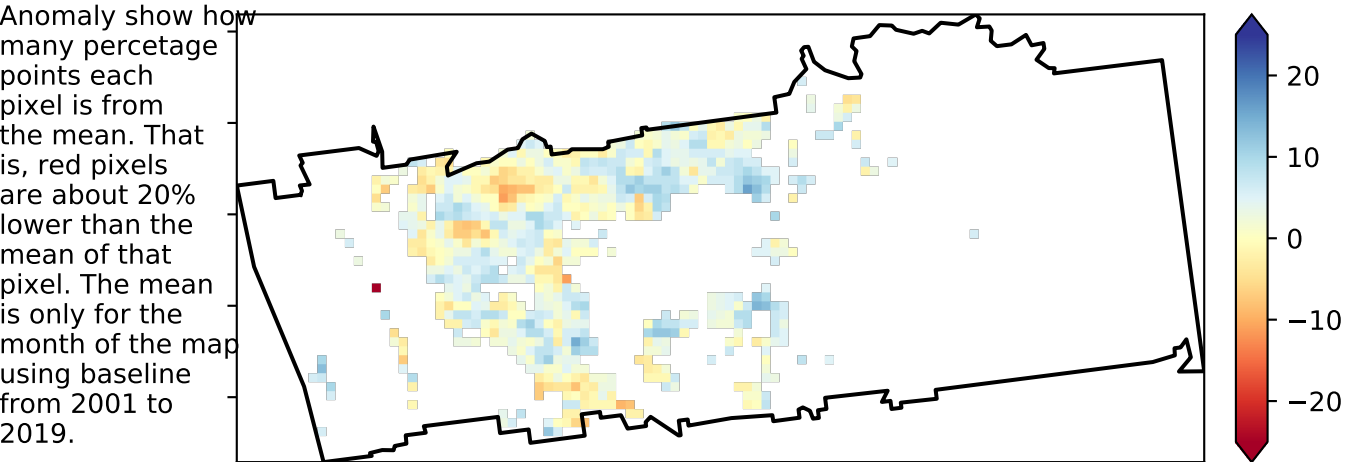 Anomaly show how
many percetage
points each
pixel is from
the mean. That
is, red pixels
are about 20%
lower than the
mean of that
pixel. The mean
is only for the
month of the map
using baseline
from 2001 to
2019.
20
10
0
−10
−20